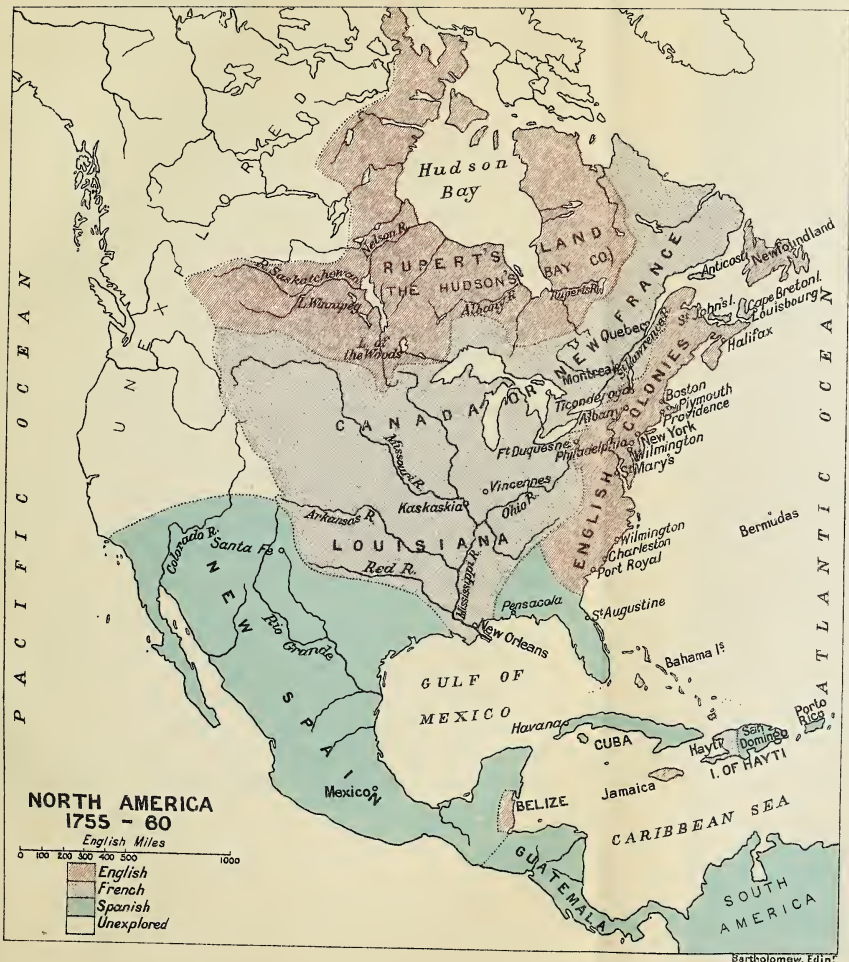 UNEXPLORED
Hudson
Bay
Nelson R.
R. Saskatchewan
RUPERT'S LAND
(THE HUDSON'S BAY CO.)
L. Winnipeg
Albany R.
Ruperts R.
L. of
the Woods
Anticosti
Newfoundland
St John's I.
Cape Breton I.
Louisbourg
Halifax
CANADA OR NEW FRANCE
Quebec
St Lawrence R.
Montreal
Ticonderoga
Albany
Boston
Plymouth
Providence
New York
Ft Duquesne
Philadelphia
Wilmington
St Mary's
ENGLISH COLONIES
Missouri R.
Vincennes
Kaskaskia
Ohio R.
Arkansas R.
LOUISIANA
Red R.
Mississippi R.
Wilmington
Charleston
Port Royal
Bermudas
Colorado R.
Santa Fe
NEW SPAIN
Rio
Grande
Pensacola
St Augustine
New Orleans
GULF OF
MEXICO
Bahama Is
Havana
CUBA
Hayti
San
Domingo
Porto
Rico
I. OF HAYTI
Mexico
BELIZE
Jamaica
CARIBBEAN SEA
GUATEMALA
SOUTH
AMERICA
PACIFIC OCEAN
ATLANTIC OCEAN
NORTH AMERICA
1755 - 60
English Miles
0 100 200 300 400 500 1000
English
French
Spanish
Unexplored
Bartholomew, Edinr